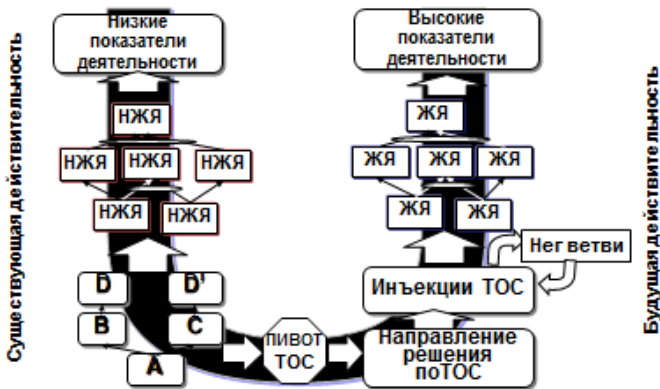 Существующая действительность
Низкие
показатели
деятельности
НЖЯ
НЖЯ НЖЯ НЖЯ
НЖЯ НЖЯ
D D'
B C
A
ПИВОТ
ТОС
Высокие
показатели
деятельности
ЖЯ
ЖЯ ЖЯ ЖЯ
ЖЯ ЖЯ
Нег ветви
Инъекции ТОС
Направление
решения
поТОС
Будущая действительность